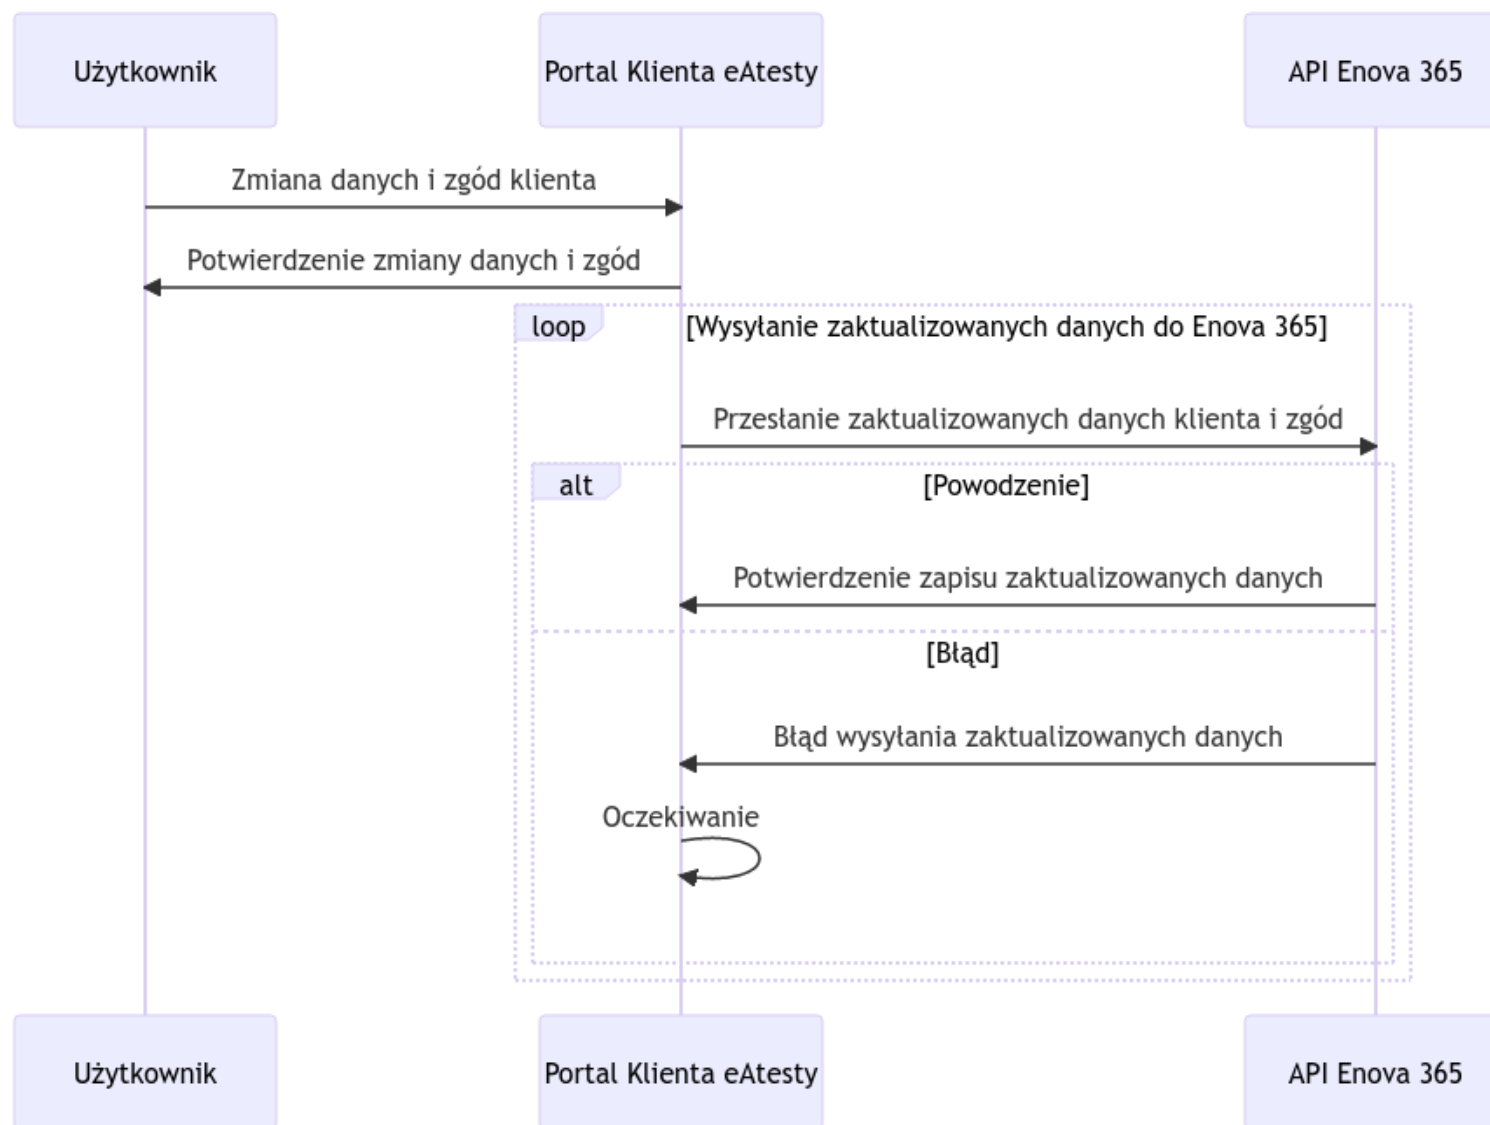 Użytkownik
Portal Klienta eAtesty
API Enova 365
Zmiana danych i zgód klienta
Potwierdzenie zmiany danych i zgód
loop
[Wysyłanie zaktualizowanych danych do Enova 365]
Przesłanie zaktualizowanych danych klienta i zgód
alt
[Powodzenie]
Potwierdzenie zapisu zaktualizowanych danych
[Błąd]
Błąd wysyłania zaktualizowanych danych
Oczekiwanie
Użytkownik
Portal Klienta eAtesty
API Enova 365